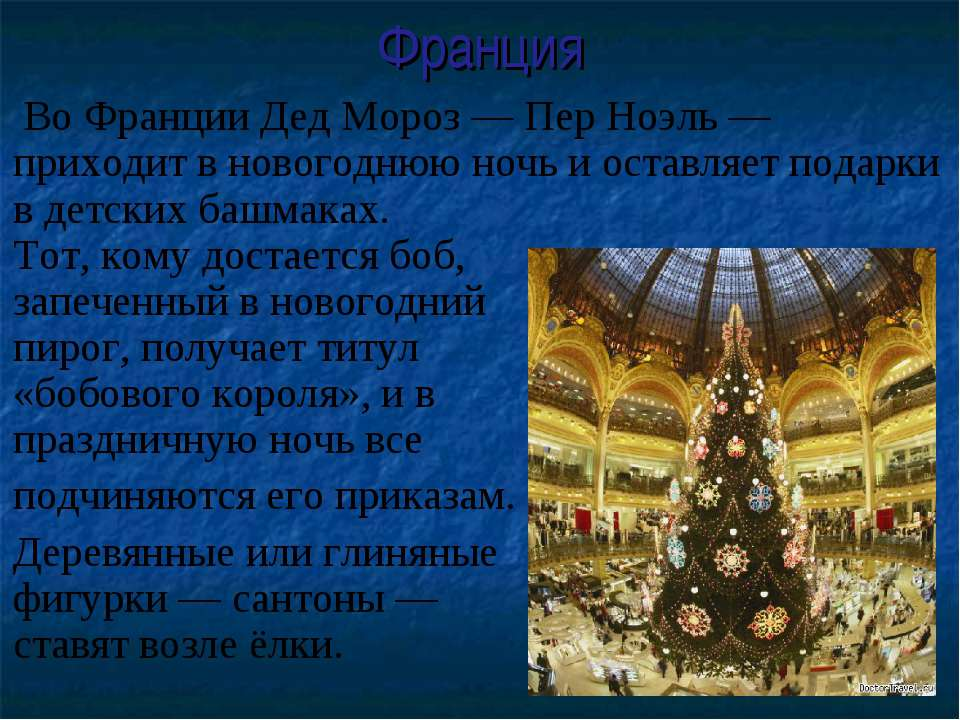 Франция
Во Франции Дед Мороз — Пер Ноэль —
приходит в новогоднюю ночь и оставляет подарки
в детских башмаках.
Тот, кому достается боб,
запеченный в новогодний
пирог, получает титул
«бобового короля», и в
праздничную ночь все
подчиняются его приказам.
Деревянные или глиняные
фигурки — сантоны —
ставят возле ёлки.
DoctorTravel.ru